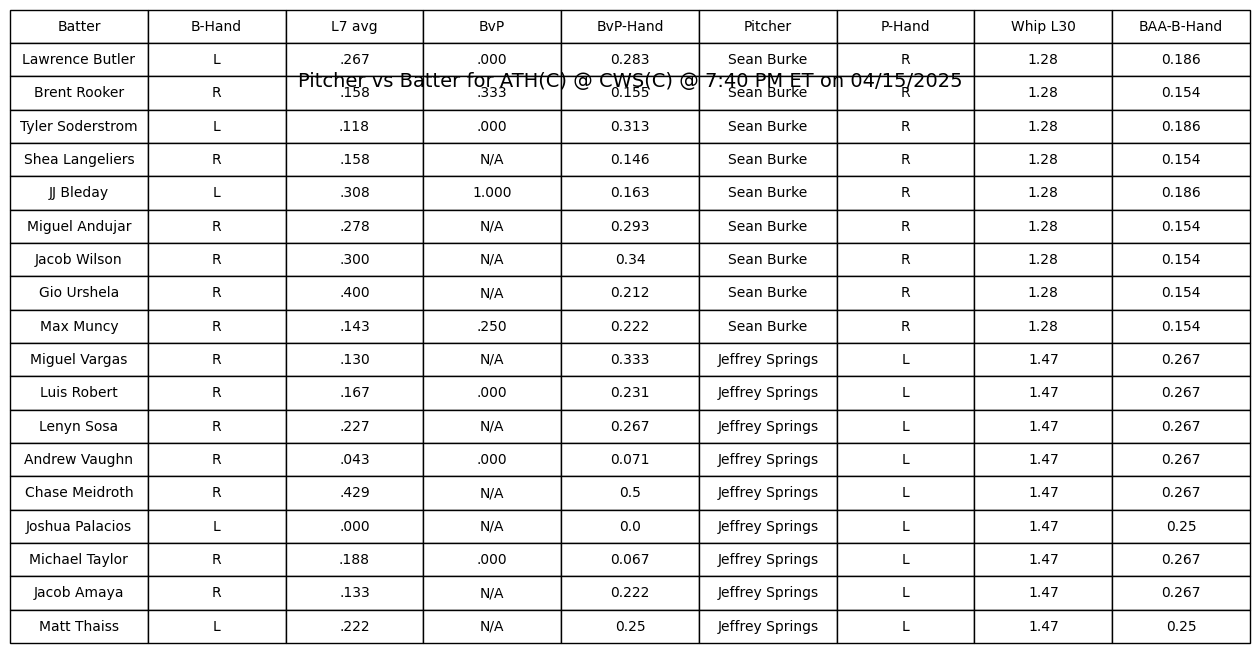 Batter B-Hand L7 avg BvP BvP-Hand Pitcher P-Hand Whip L30 BAA-B-Hand
Lawrence Butler L .267 .000 0.283 Sean Burke R 1.28 0.186
Pitcher vs Batter for ATH(C) @ CWS(C) @ 7:40 PM ET on 04/15/2025
Brent Rooker R .158 .333 0.155 Sean Burke R 1.28 0.154
Tyler Soderstrom L .118 .000 0.313 Sean Burke R 1.28 0.186
Shea Langeliers R .158 N/A 0.146 Sean Burke R 1.28 0.154
JJ Bleday L .308 1.000 0.163 Sean Burke R 1.28 0.186
Miguel Andujar R .278 N/A 0.293 Sean Burke R 1.28 0.154
Jacob Wilson R .300 N/A 0.34 Sean Burke R 1.28 0.154
Gio Urshela R .400 N/A 0.212 Sean Burke R 1.28 0.154
Max Muncy R .143 .250 0.222 Sean Burke R 1.28 0.154
Miguel Vargas R .130 N/A 0.333 Jeffrey Springs L 1.47 0.267
Luis Robert R .167 .000 0.231 Jeffrey Springs L 1.47 0.267
Lenyn Sosa R .227 N/A 0.267 Jeffrey Springs L 1.47 0.267
Andrew Vaughn R .043 .000 0.071 Jeffrey Springs L 1.47 0.267
Chase Meidroth R .429 N/A 0.5 Jeffrey Springs L 1.47 0.267
Joshua Palacios L .000 N/A 0.0 Jeffrey Springs L 1.47 0.25
Michael Taylor R .188 .000 0.067 Jeffrey Springs L 1.47 0.267
Jacob Amaya R .133 N/A 0.222 Jeffrey Springs L 1.47 0.267
Matt Thaiss L .222 N/A 0.25 Jeffrey Springs L 1.47 0.25